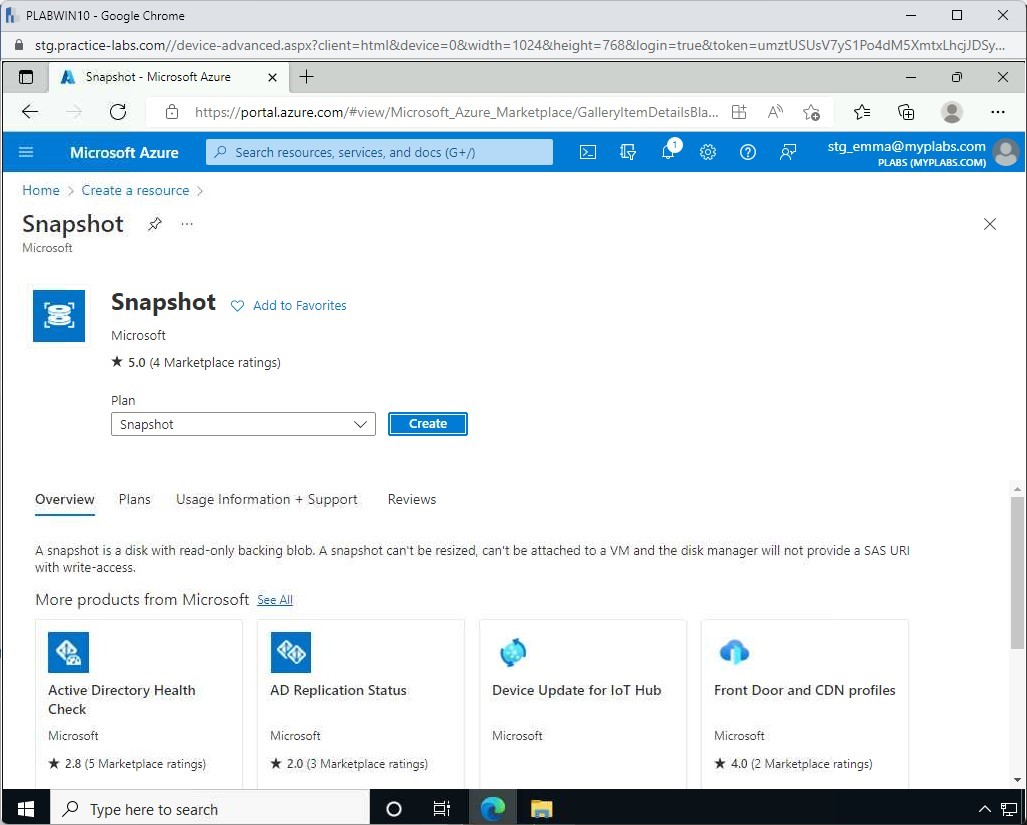 PLABWIN10 - Google Chrome
stg.practice-labs.com//device-advanced.aspx?client=html&device=0&width=1024&height=768&login=true&token=umztUSUsV7yS1Po4dM5XmtxLhcjJDSy...
Snapshot - Microsoft Azure
https://portal.azure.com/#view/Microsoft_Azure_Marketplace/GalleryItemDetailsBla...
Microsoft Azure
Search resources, services, and docs (G+/)
1
stg_emma@myplabs.com
PLABS (MYPLABS.COM)
Home > Create a resource >
Snapshot
Microsoft
Snapshot
Add to Favorites
Microsoft
★ 5.0 (4 Marketplace ratings)
Plan
Snapshot
Create
Overview Plans Usage Information + Support Reviews
A snapshot is a disk with read-only backing blob. A snapshot can't be resized, can't be attached to a VM and the disk manager will not provide a SAS URI
with write-access.
More products from Microsoft See All
Active Directory Health
Check
Microsoft
★ 2.8 (5 Marketplace ratings)
AD Replication Status
Microsoft
★ 2.0 (3 Marketplace ratings)
Device Update for IoT Hub
Microsoft
Front Door and CDN profiles
Microsoft
★ 4.0 (2 Marketplace ratings)
Type here to search